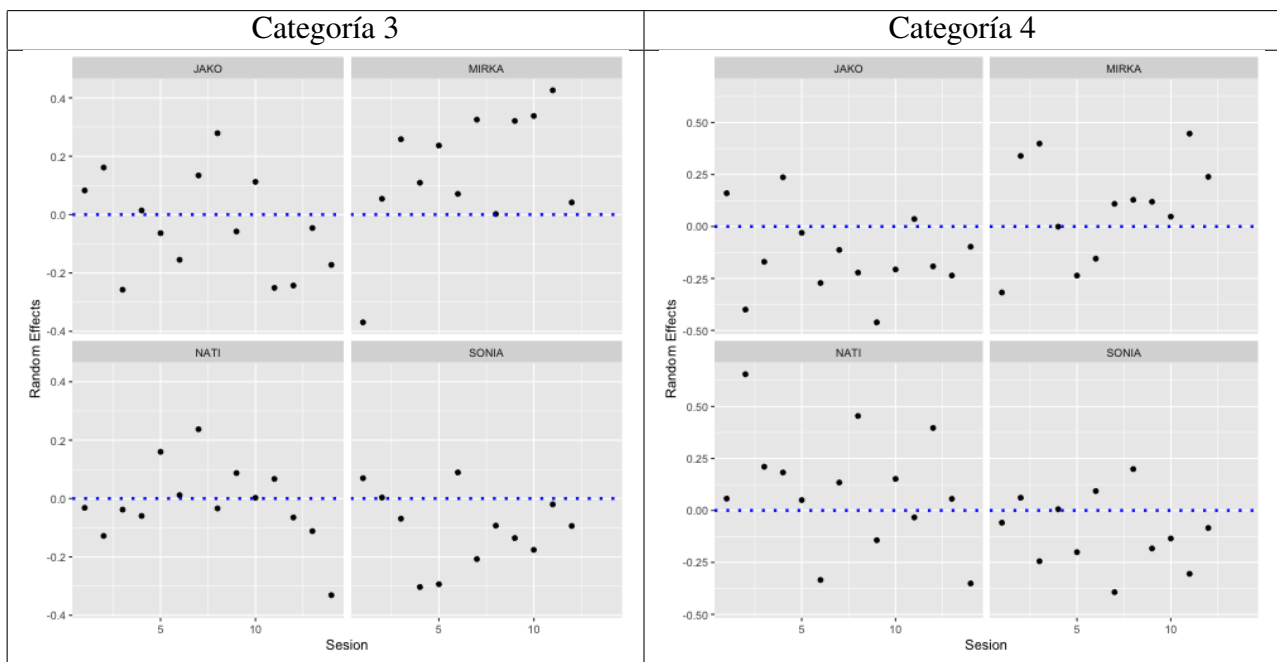 Categoría 3
Categoría 4
JAKO
MIRKA
0.4
0.2
0.0
-0.2
-0.4
NATI
SONIA
0.4
0.2
0.0
-0.2
-0.4
5
10
5
10
Random Effects
Sesion
JAKO
MIRKA
0.50
0.25
0.00
-0.25
-0.50
NATI
SONIA
0.50
0.25
0.00
-0.25
-0.50
5
10
5
10
Random Effects
Sesion